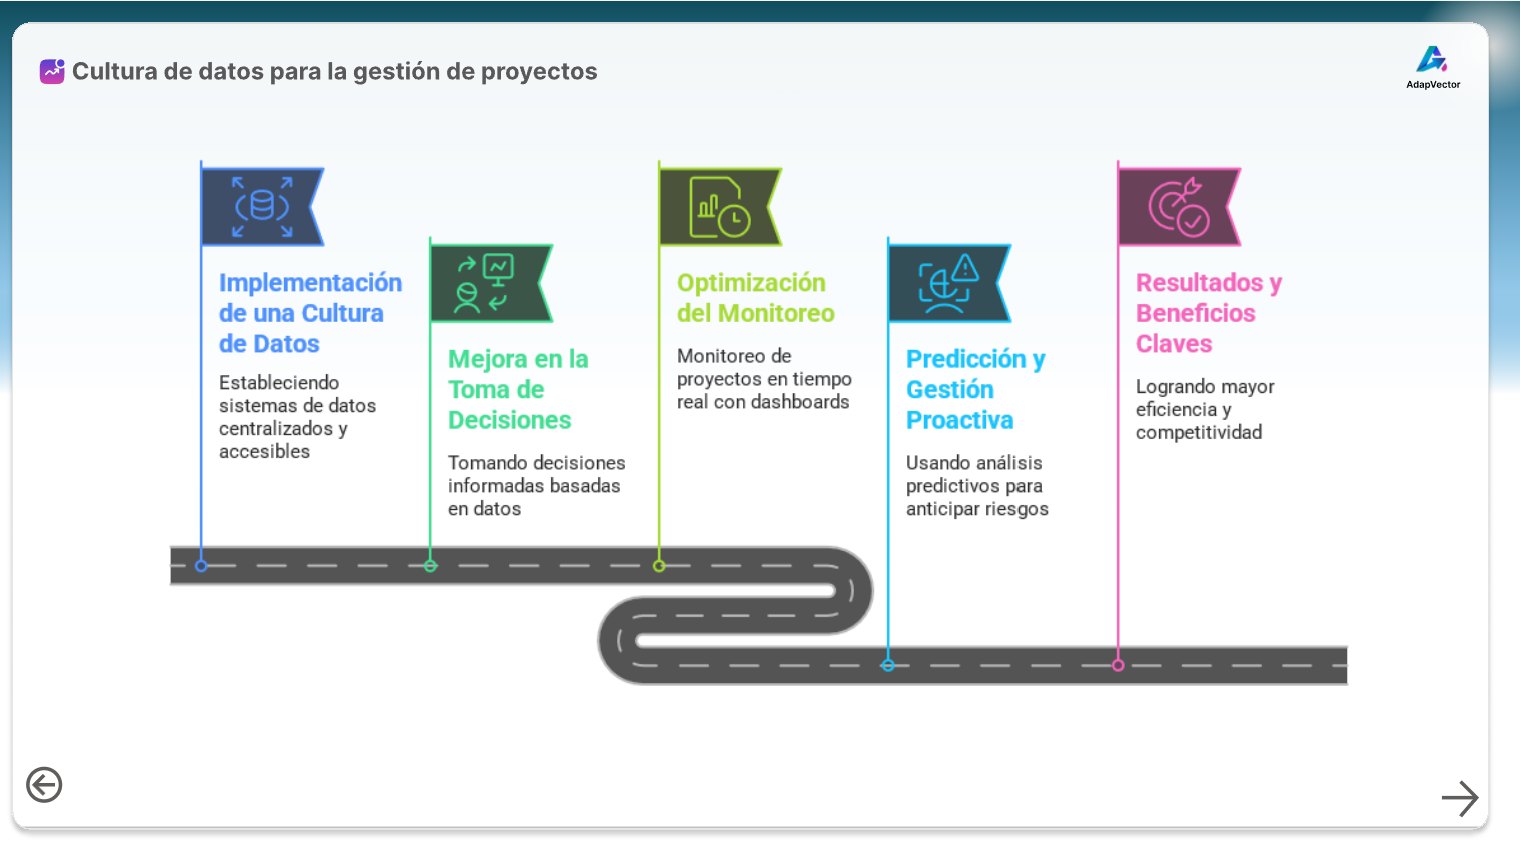 Cultura de datos para la gestión de proyectos
AdapVector
Implementación
de una Cultura
de Datos
Estableciendo
sistemas de datos
centralizados y
accesibles
Mejora en la
Toma de
Decisiones
Tomando decisiones
informadas basadas
en datos
Optimización
del Monitoreo
Monitoreo de
proyectos en tiempo
real con dashboards
Predicción y
Gestión
Proactiva
Usando análisis
predictivos para
anticipar riesgos
Resultados y
Beneficios
Claves
Logrando mayor
eficiencia y
competitividad